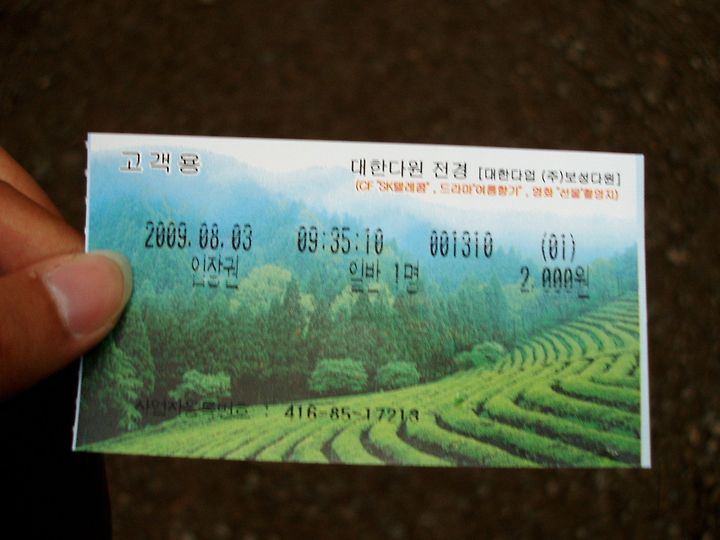 고객용
대한다원 전경 [대한다업 (주)보성다원]
(CF "SK텔레콤" , 드라마"여름향기" , 영화 "선물"촬영지)
2009.08.03 09:35:10 001310 (01)
입장권 일반 1명 2,000원
사업자등록번호 : 416-85-17213